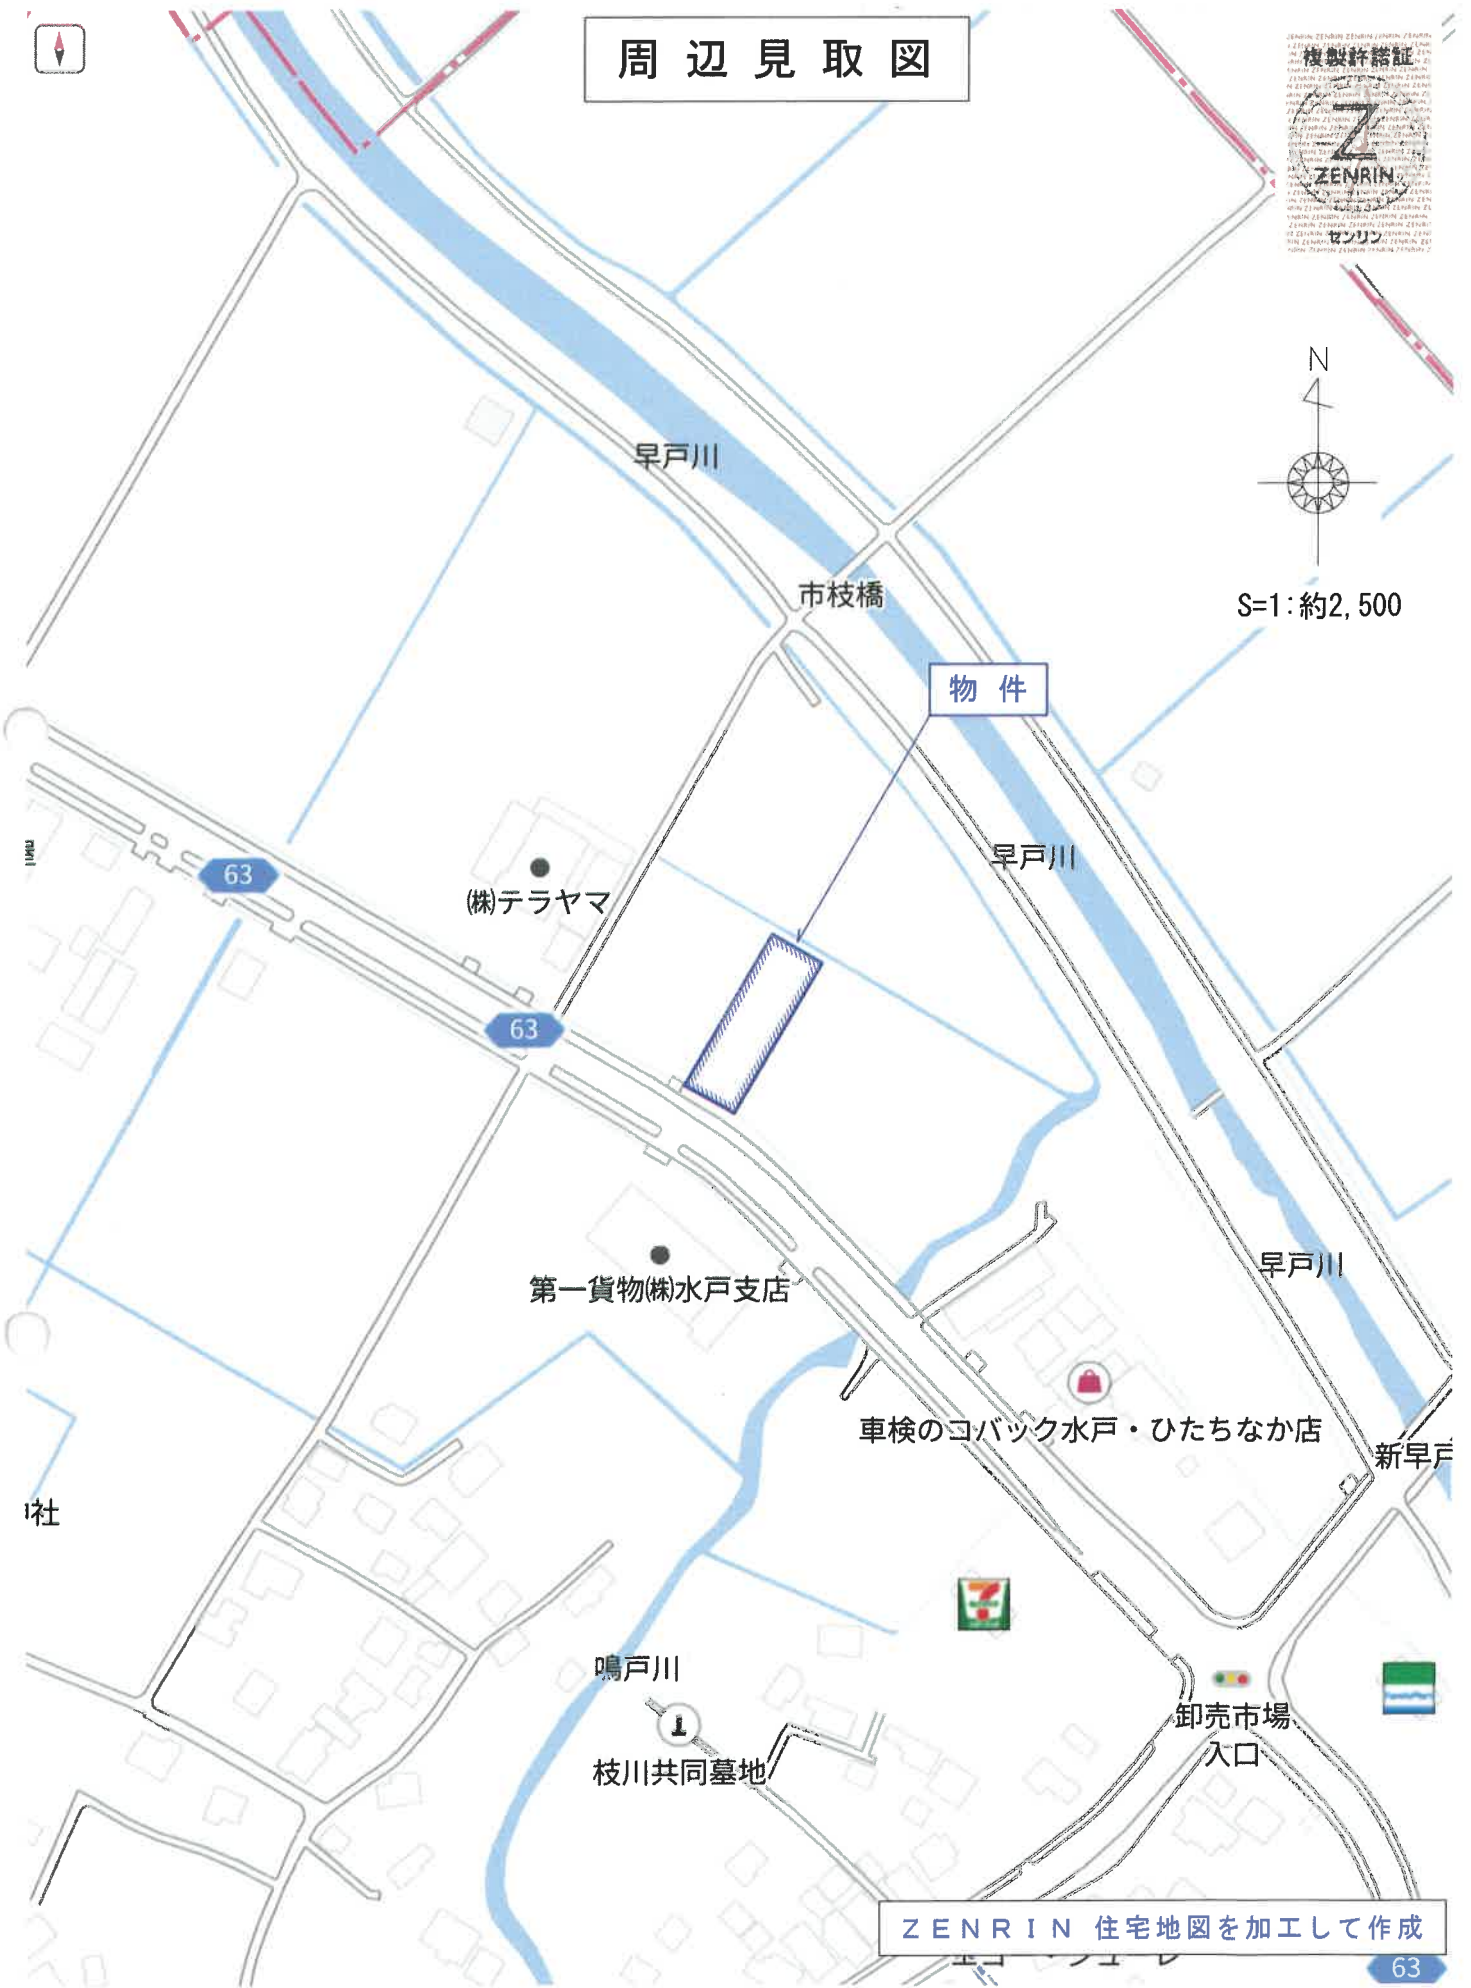 周辺見取図
複製許諾証
Z
ZENRIN
ゼンリン
N
S=1:約2,500
早戸川
市枝橋
物件
63
㈱テラヤマ
早戸川
63
第一貨物㈱水戸支店
早戸川
車検のコバック水戸・ひたちなか店
新早戸
社
7
鳴戸川
卸売市場
入口
枝川共同墓地
ZENRIN 住宅地図を加工して作成
63